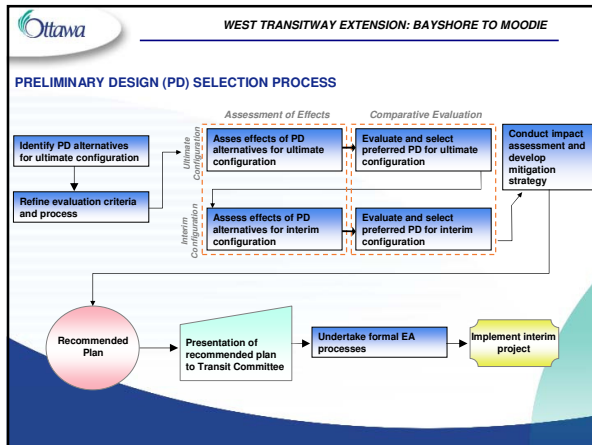 Ottawa
WEST TRANSITWAY EXTENSION: BAYSHORE TO MOODIE
PRELIMINARY DESIGN (PD) SELECTION PROCESS
Assessment of Effects
Comparative Evaluation
Identify PD alternatives
for ultimate configuration
Refine evaluation criteria
and process
Ultimate
Configuration
Asses effects of PD
alternatives for ultimate
configuration
Evaluate and select
preferred PD for ultimate
configuration
Conduct impact
assessment and
develop
mitigation
strategy
Interim
Configuration
Assess effects of PD
alternatives for interim
configuration
Evaluate and select
preferred PD for interim
configuration
Recommended
Plan
Presentation of
recommended plan
to Transit Committee
Undertake formal EA
processes
Implement interim
project